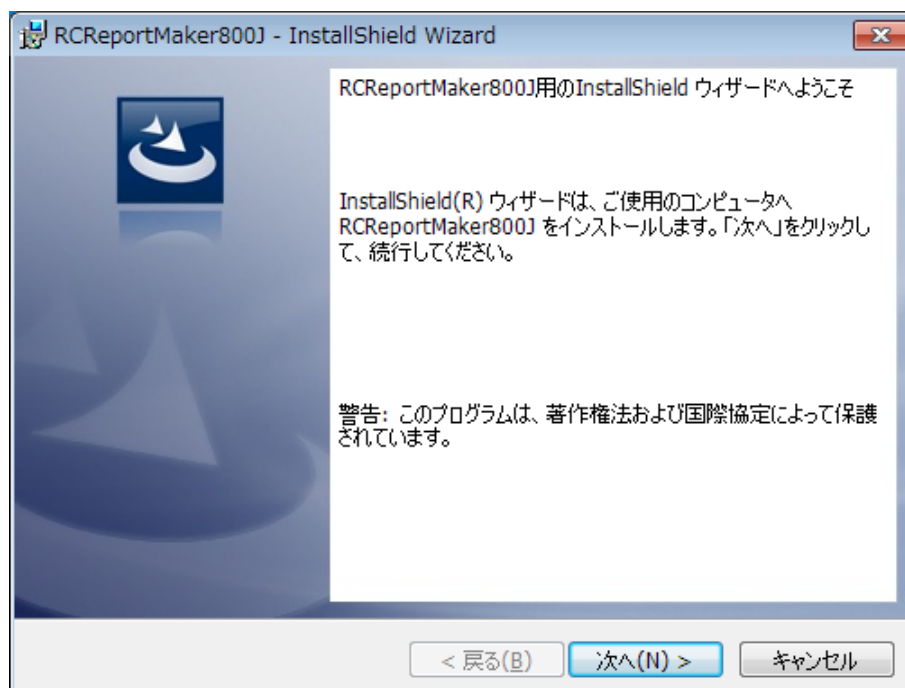 RCReportMaker800J - InstallShield Wizard
RCReportMaker800J用のInstallShield ウィザードへようこそ
InstallShield(R) ウィザードは、ご使用のコンピュータへ
RCReportMaker800J をインストールします。「次へ」をクリックし
て、続行してください。
警告: このプログラムは、著作権法および国際協定によって保護
されています。
< 戻る(B)
次へ(N) >
キャンセル